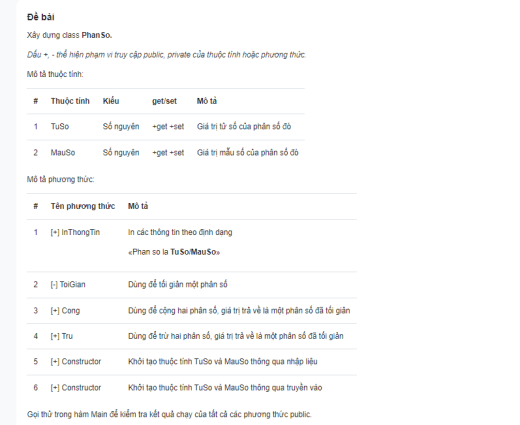 Đề bài
Xây dựng class PhanSo.
Dấu +, - thể hiện phạm vi truy cập public, private của thuộc tính hoặc phương thức.
Mô tả thuộc tính:
# Thuộc tính Kiểu get/set Mô tả
1 TuSo Số nguyên +get +set Giá trị tử số của phân số đó
2 MauSo Số nguyên +get +set Giá trị mẫu số của phân số đó
Mô tả phương thức:
# Tên phương thức Mô tả
1 [+] InThongTin In các thông tin theo định dạng
«Phan so la TuSo/MauSo»
2 [-] ToiGian Dùng để tối giản một phân số
3 [+] Cong Dùng để cộng hai phân số, giá trị trả về là một phân số đã tối giản
4 [+] Tru Dùng để trừ hai phân số, giá trị trả về là một phân số đã tối giản
5 [+] Constructor Khởi tạo thuộc tính TuSo và MauSo thông qua nhập liệu
6 [+] Constructor Khởi tạo thuộc tính TuSo và MauSo thông qua truyền vào
Gọi thử trong hàm Main để kiểm tra kết quả chạy của tất cả các phương thức public.